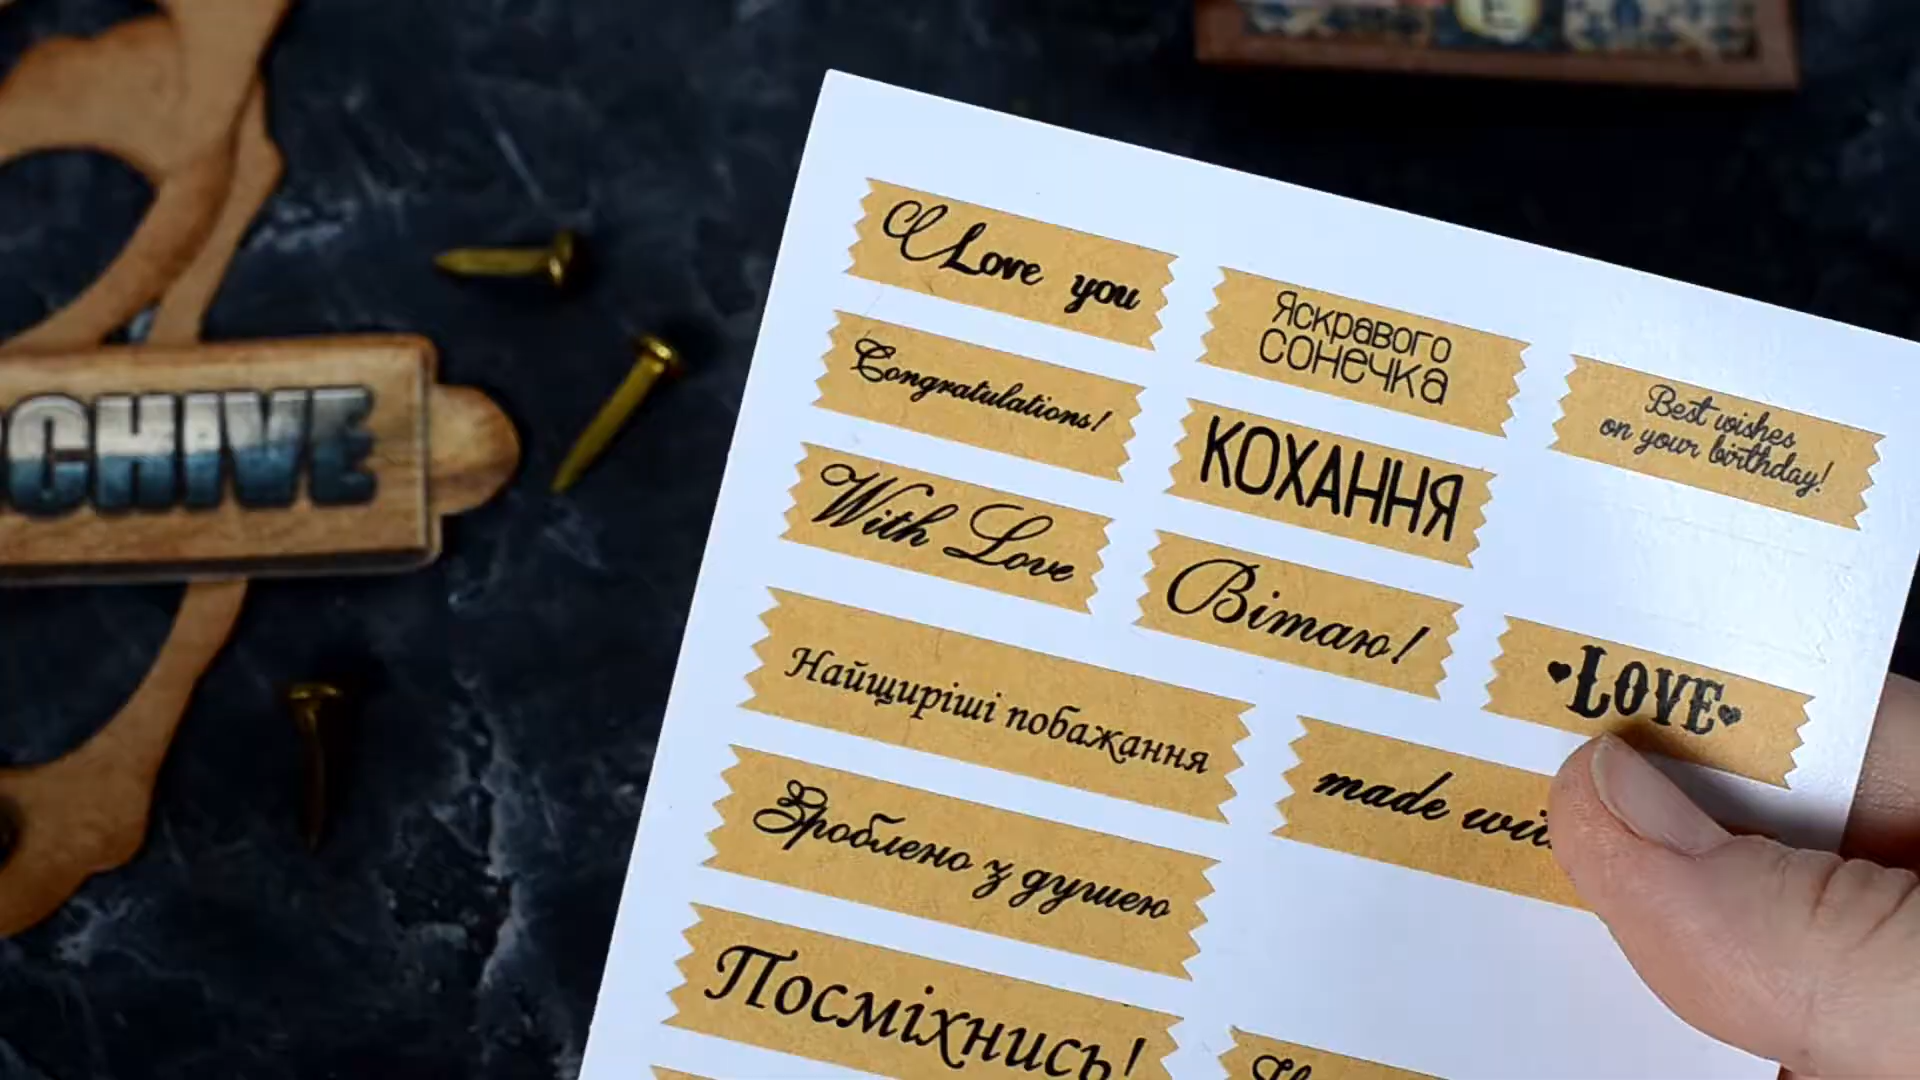 I Love you
Яскравого
сонечка
Best wishes
on your birthday!
Congratulations!
КОХАННЯ
With Love
Вітаю!
LOVE
Найщиріші побажання
made
Зроблено з душею
Посміхнись!
CHIVE
E